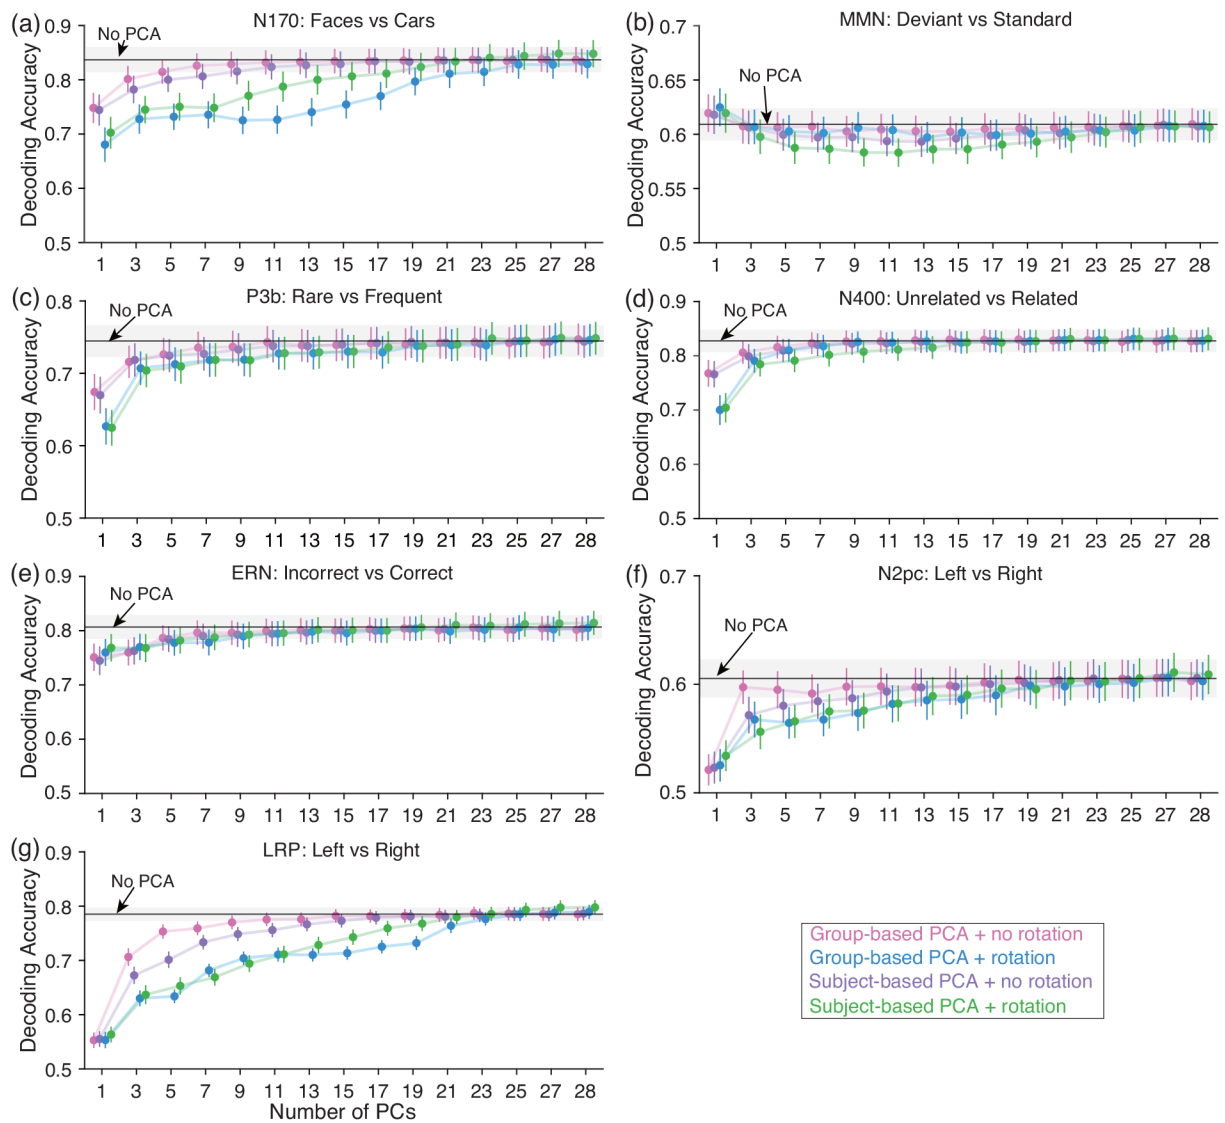 (a)
N170: Faces vs Cars
No PCA
Decoding Accuracy
0.9
0.8
0.7
0.6
0.5
1 3 5 7 9 11 13 15 17 19 21 23 25 27 28
(b)
MMN: Deviant vs Standard
No PCA
Decoding Accuracy
0.7
0.65
0.6
0.55
0.5
1 3 5 7 9 11 13 15 17 19 21 23 25 27 28
(c)
P3b: Rare vs Frequent
No PCA
Decoding Accuracy
0.8
0.7
0.6
0.5
1 3 5 7 9 11 13 15 17 19 21 23 25 27 28
(d)
N400: Unrelated vs Related
No PCA
Decoding Accuracy
0.9
0.8
0.7
0.6
0.5
1 3 5 7 9 11 13 15 17 19 21 23 25 27 28
(e)
ERN: Incorrect vs Correct
No PCA
Decoding Accuracy
0.9
0.8
0.7
0.6
0.5
1 3 5 7 9 11 13 15 17 19 21 23 25 27 28
(f)
N2pc: Left vs Right
No PCA
Decoding Accuracy
0.7
0.6
0.5
1 3 5 7 9 11 13 15 17 19 21 23 25 27 28
(g)
LRP: Left vs Right
No PCA
Decoding Accuracy
0.9
0.8
0.7
0.6
0.5
1 3 5 7 9 11 13 15 17 19 21 23 25 27 28
Number of PCs
Group-based PCA + no rotation
Group-based PCA + rotation
Subject-based PCA + no rotation
Subject-based PCA + rotation